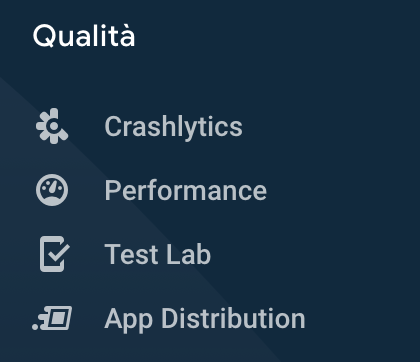 Qualità
Crashlytics
Performance
Test Lab
App Distribution